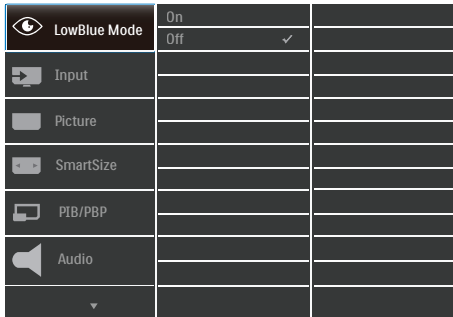 LowBlue Mode
On
Off
Input
Picture
SmartSize
PIB/PBP
Audio